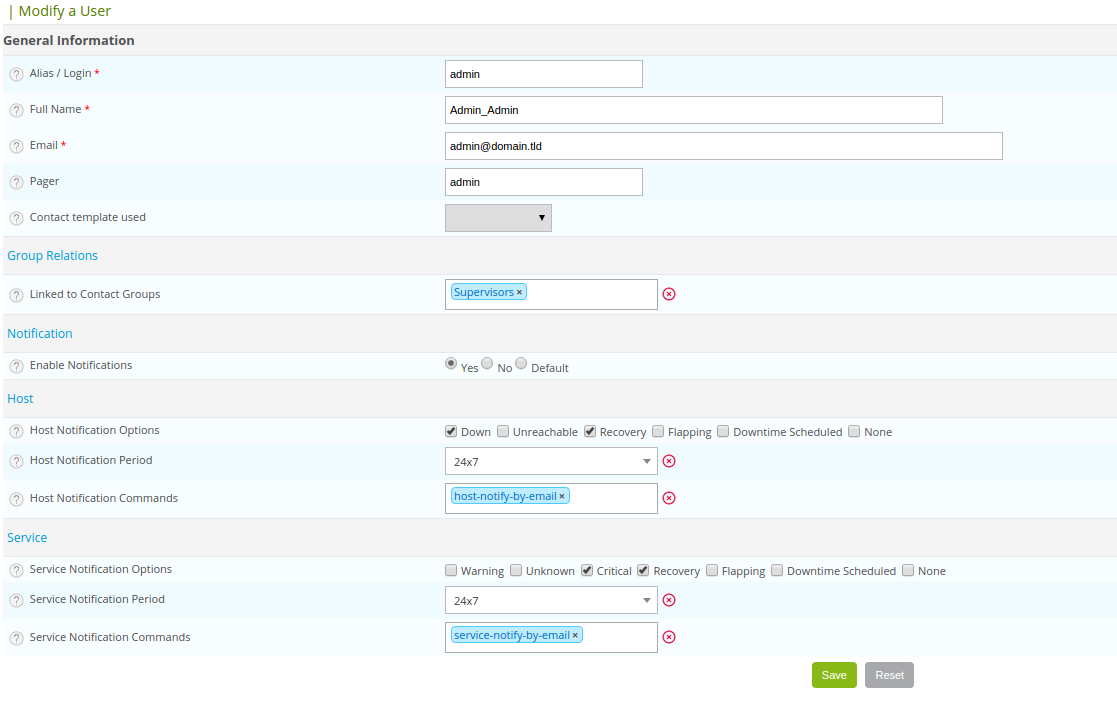 Modify a User
General Information
? Alias / Login * admin
? Full Name * Admin_Admin
? Email * admin@domain.tld
? Pager admin
? Contact template used
Group Relations
? Linked to Contact Groups Supervisors ×
Notification
? Enable Notifications Yes No Default
Host
? Host Notification Options Down Unreachable Recovery Flapping Downtime Scheduled None
? Host Notification Period 24x7
? Host Notification Commands host-notify-by-email ×
Service
? Service Notification Options Warning Unknown Critical Recovery Flapping Downtime Scheduled None
? Service Notification Period 24x7
? Service Notification Commands service-notify-by-email ×
Save Reset